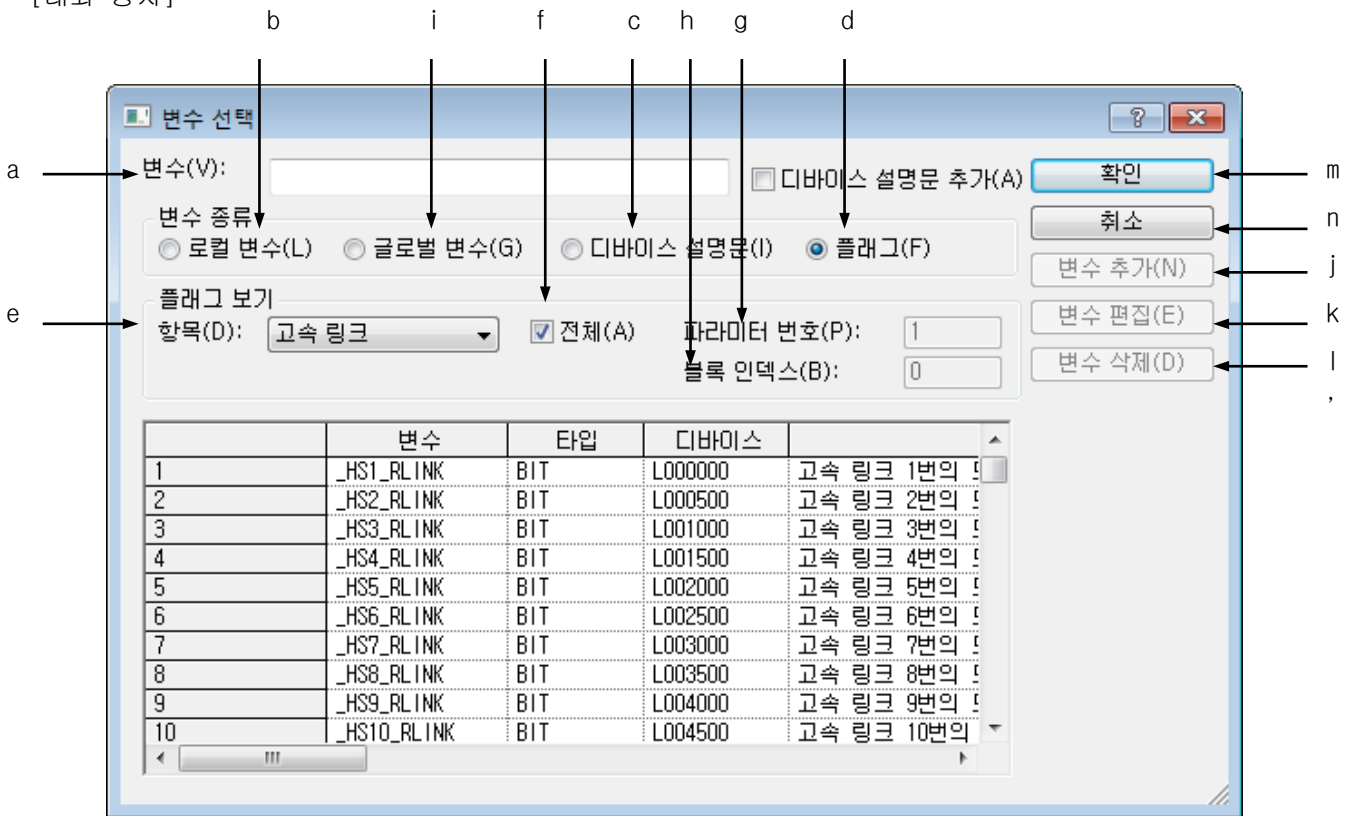 b i f c h g d
변수 선택
a 변수(V): 디바이스 설명문 추가(A) 확인 m
변수 종류 취소 n
로컬 변수(L) 글로벌 변수(G) 디바이스 설명문(I) 플래그(F)
변수 추가(N) j
플래그 보기
e 항목(D): 고속 링크 전체(A) 파라미터 번호(P): 1 변수 편집(E) k
블록 인덱스(B): 0 변수 삭제(D) l
,
변수 타입 디바이스
1 _HS1_RLINK BIT L000000 고속 링크 1번의
2 _HS2_RLINK BIT L000500 고속 링크 2번의
3 _HS3_RLINK BIT L001000 고속 링크 3번의
4 _HS4_RLINK BIT L001500 고속 링크 4번의
5 _HS5_RLINK BIT L002000 고속 링크 5번의
6 _HS6_RLINK BIT L002500 고속 링크 6번의
7 _HS7_RLINK BIT L003000 고속 링크 7번의
8 _HS8_RLINK BIT L003500 고속 링크 8번의
9 _HS9_RLINK BIT L004000 고속 링크 9번의
10 _HS10_RLINK BIT L004500 고속 링크 10번의